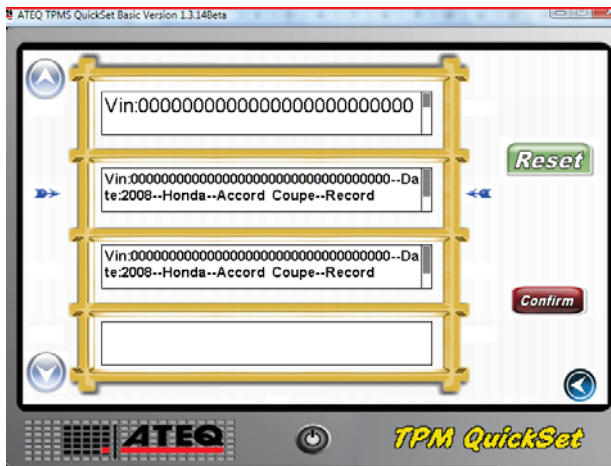 ATEQ TPMS QuickSet Basic Version 1.3.14Beta
Vin:0000000000000000000000000
Vin:0000000000000000000000000000000000--Da
te:2008--Honda--Accord Coupe--Record
Vin:0000000000000000000000000000000000--Da
te:2008--Honda--Accord Coupe--Record
Reset
Confirm
ATEQ
TPM QuickSet